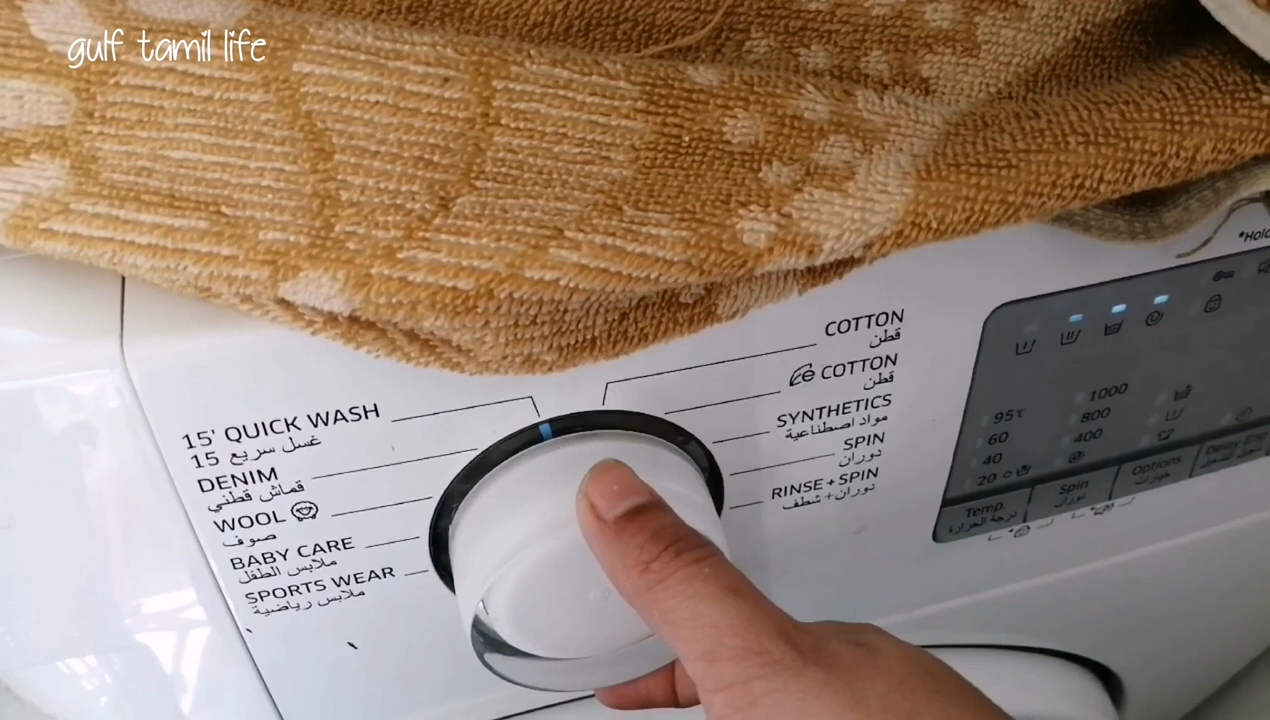 gulf tamil life
15' QUICK WASH
غسل سريع 15
DENIM
قماش قطني
WOOL
صوف
BABY CARE
ملابس الطفل
SPORTS WEAR
ملابس رياضية
COTTON
قطن
COTTON
قطن
SYNTHETICS
مواد اصطناعية
SPIN
دوران
RINSE+SPIN
دوران+شطف
*Hold
95℃
60
40
20
1000
800
400
Temp.
درجة الحرارة
Spin
دوران
Options
خيارات